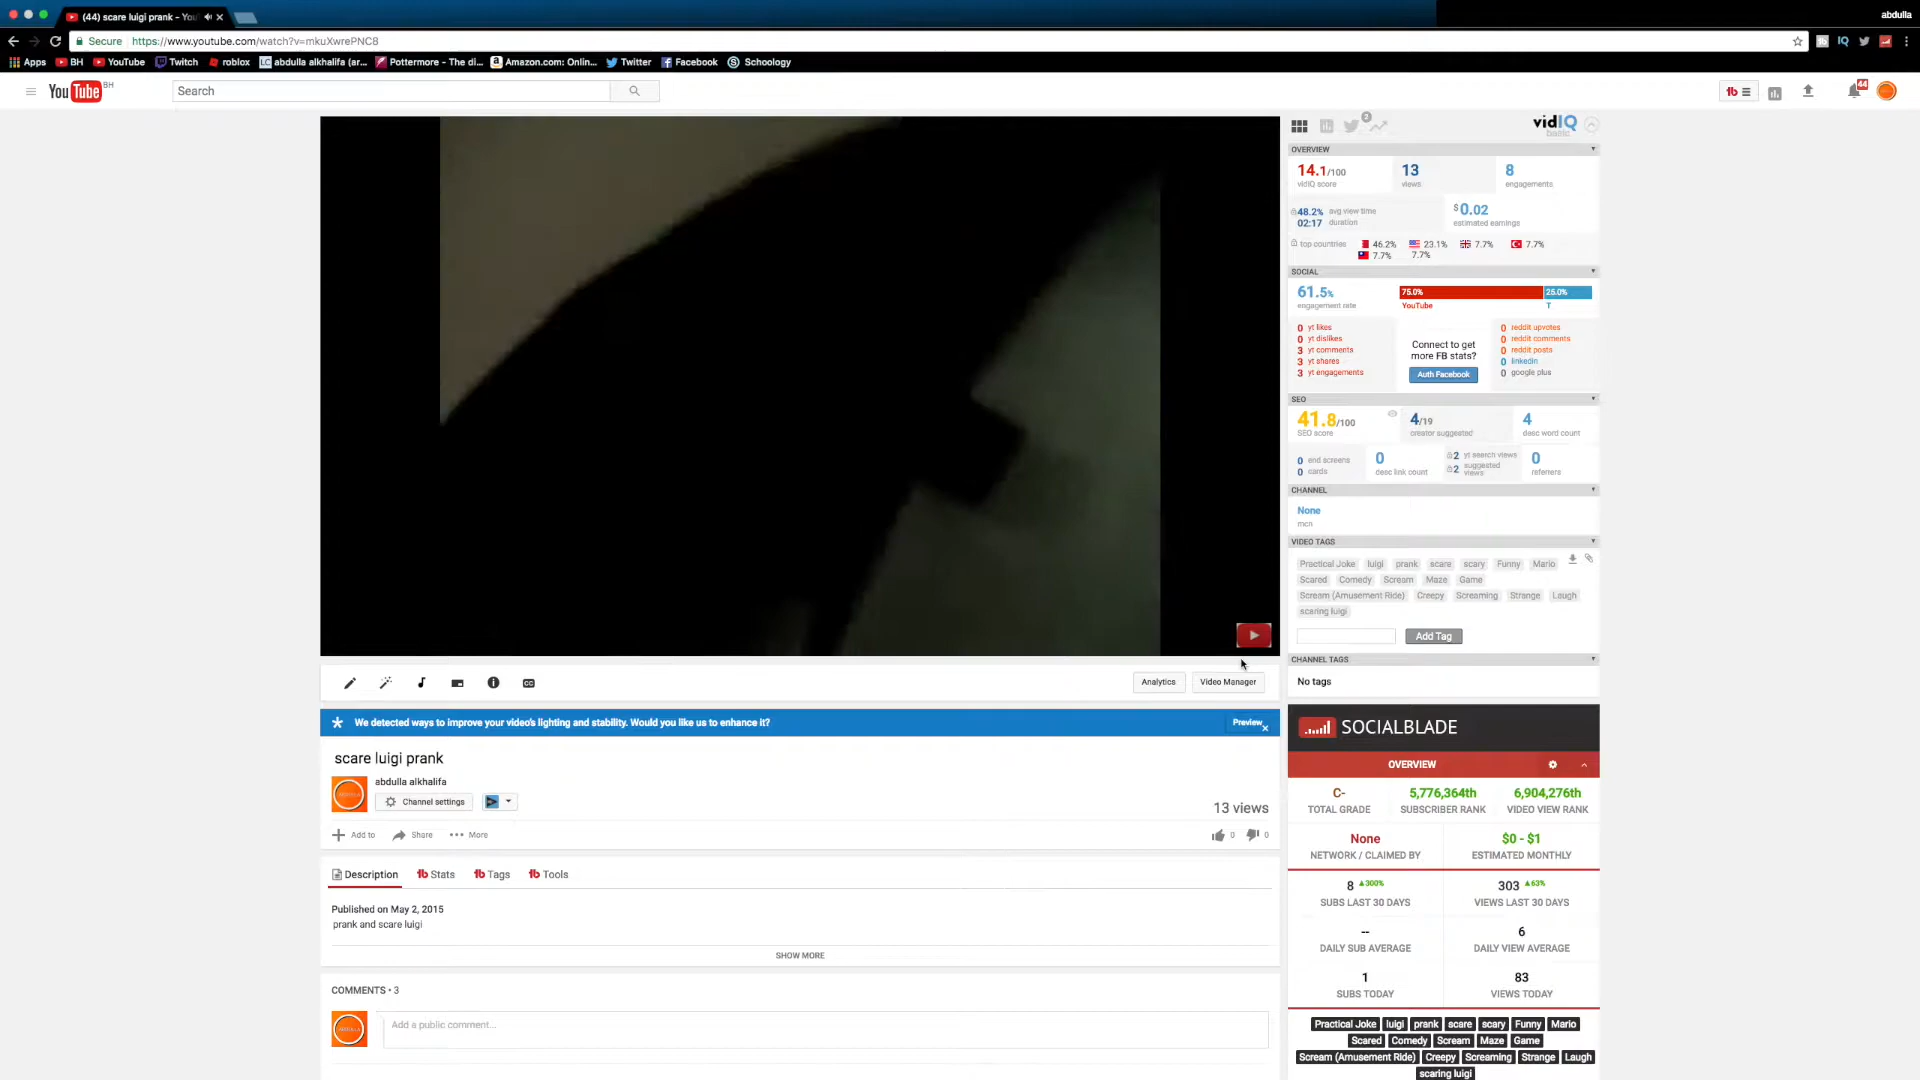 (44) scare luigi prank - You
abdulla
Secure https://www.youtube.com/watch?v=mkuXwrePNC8
IQ
Apps BH YouTube Twitch roblox LC abdulla alkhalifa (ar... Pottermore - The di... Amazon.com: Onlin... Twitter Facebook Schoology
YouTube BH
Search
44
2
vidIQ
OVERVIEW
14.1/100 13 8
vidIQ score views engagements
48.2% avg view time
02:17 duration
$0.02
estimated earnings
top countries 46.2% 23.1% 7.7% 7.7%
7.7% 7.7%
SOCIAL
61.5%
engagement rate
75.0% 25.0%
YouTube T
0 yt likes
0 yt dislikes
3 yt comments
3 yt shares
3 yt engagements
Connect to get
more FB stats?
Auth Facebook
0 reddit upvotes
0 reddit comments
0 reddit posts
0 linkedin
0 google plus
SEO
41.8/100 4/19 4
SEO score creator suggested desc word count
0 end screens
0 cards
0
desc link count
2 yt search views
2 suggested views
0
referrers
CHANNEL
None
mcn
VIDEO TAGS
Practical Joke luigi prank scare scary Funny Mario
Scared Comedy Scream Maze Game
Scream (Amusement Ride) Creepy Screaming Strange Laugh
scaring luigi
Add Tag
CHANNEL TAGS
No tags
Analytics Video Manager
We detected ways to improve your video's lighting and stability. Would you like us to enhance it? Preview
scare luigi prank
abdulla alkhalifa
Channel settings
13 views
Add to Share More 0 0
Description Stats Tags Tools
Published on May 2, 2015
prank and scare luigi
SHOW MORE
COMMENTS • 3
Add a public comment...
SOCIALBLADE
OVERVIEW
C- 5,776,364th 6,904,276th
TOTAL GRADE SUBSCRIBER RANK VIDEO VIEW RANK
None $0 - $1
NETWORK / CLAIMED BY ESTIMATED MONTHLY
8 ▲300% 303 ▲63%
SUBS LAST 30 DAYS VIEWS LAST 30 DAYS
-- 6
DAILY SUB AVERAGE DAILY VIEW AVERAGE
1 83
SUBS TODAY VIEWS TODAY
Practical Joke luigi prank scare scary Funny Mario
Scared Comedy Scream Maze Game
Scream (Amusement Ride) Creepy Screaming Strange Laugh
scaring luigi